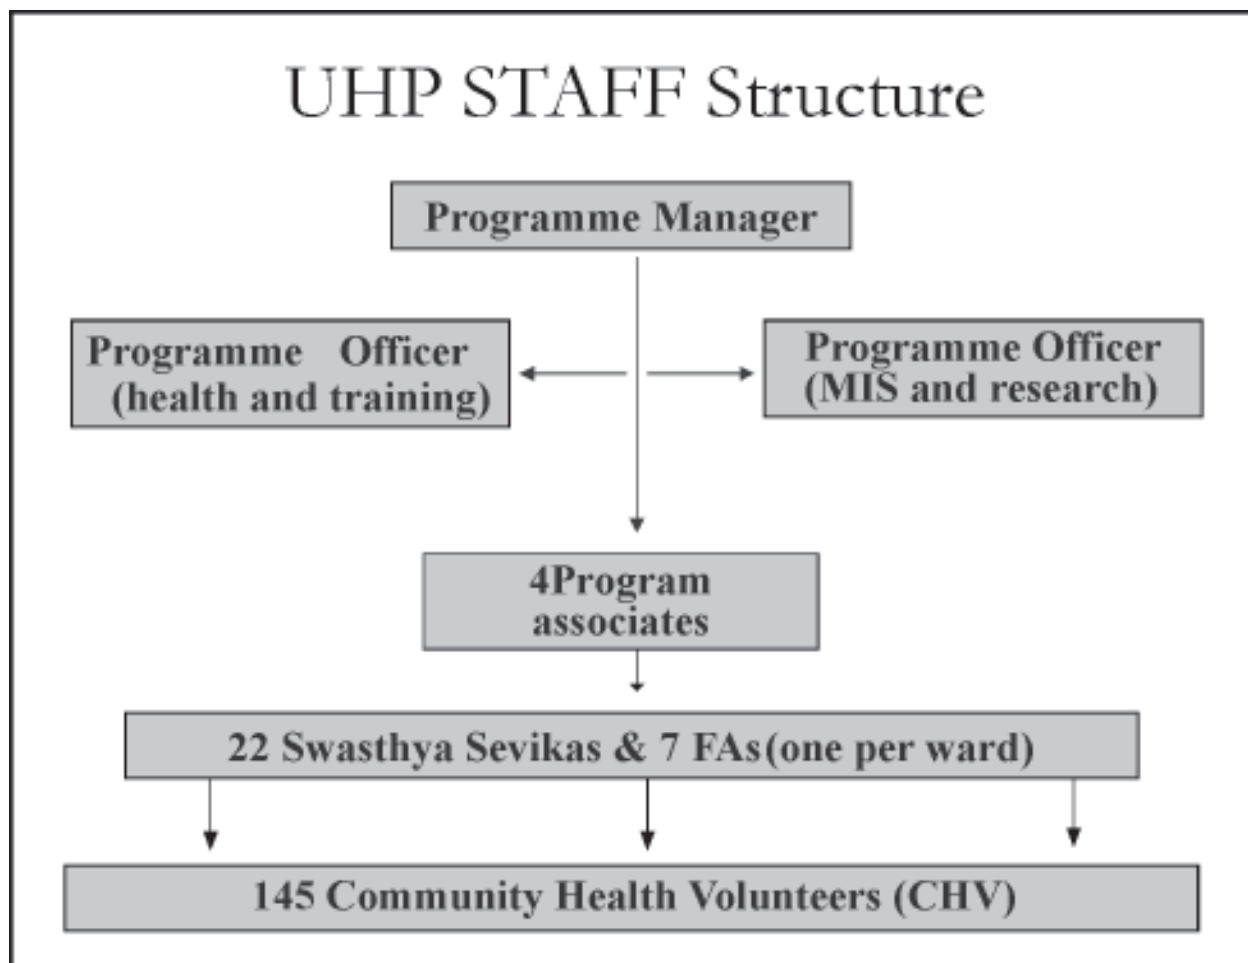 UHP STAFF Structure
Programme Manager
Programme Officer
(health and training)
Programme Officer
(MIS and research)
4Program
associates
22 Swasthya Sevikas & 7 FAs(one per ward)
145 Community Health Volunteers (CHV)